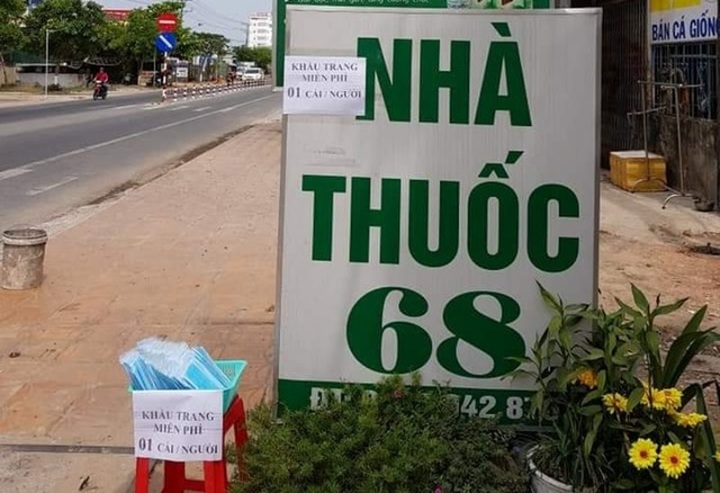 BÁN CÁ GIỐNG
KHẨU TRANG
MIỄN PHÍ
01 CÁI / NGƯỜI
NHÀ
THUỐC
68
ĐT:
KHẨU TRANG
MIỄN PHÍ
01 CÁI / NGƯỜI